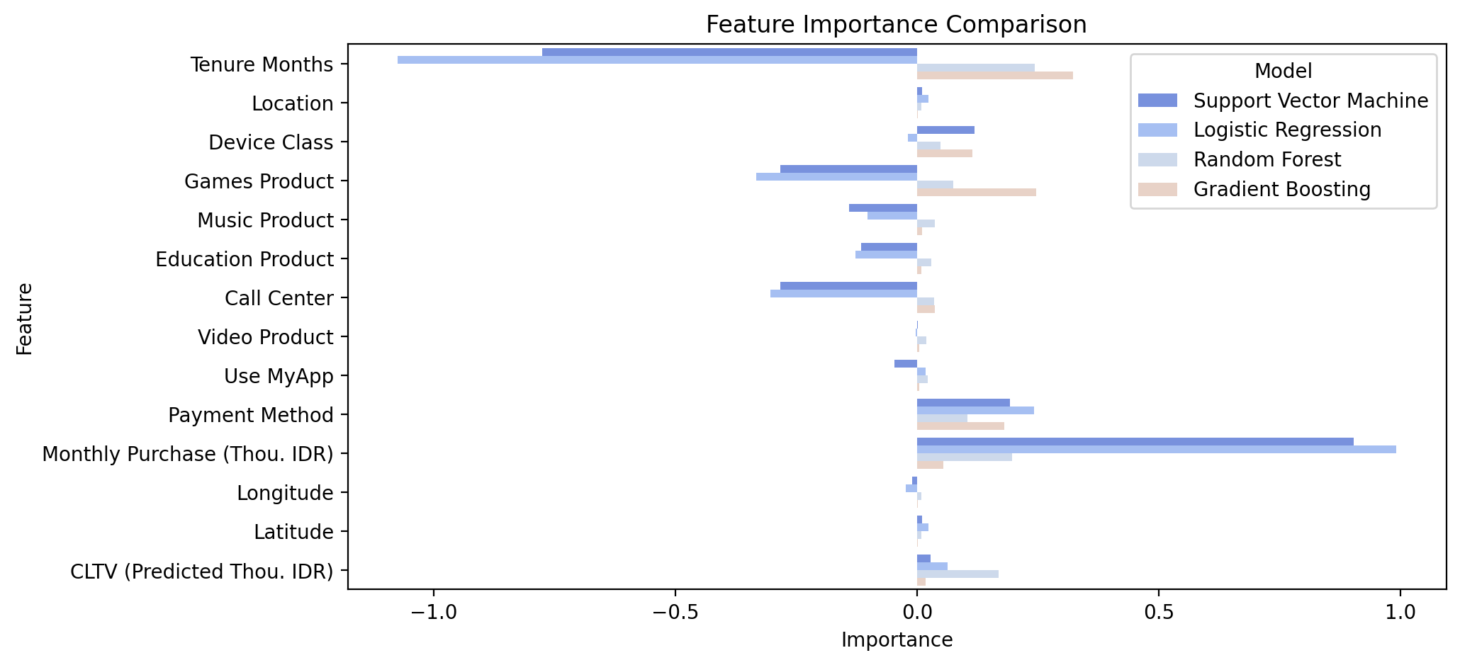 Feature Importance Comparison
Tenure Months
Location
Device Class
Games Product
Music Product
Education Product
Call Center
Video Product
Use MyApp
Payment Method
Monthly Purchase (Thou. IDR)
Longitude
Latitude
CLTV (Predicted Thou. IDR)
Feature
Model
Support Vector Machine
Logistic Regression
Random Forest
Gradient Boosting
−1.0 −0.5 0.0 0.5 1.0
Importance